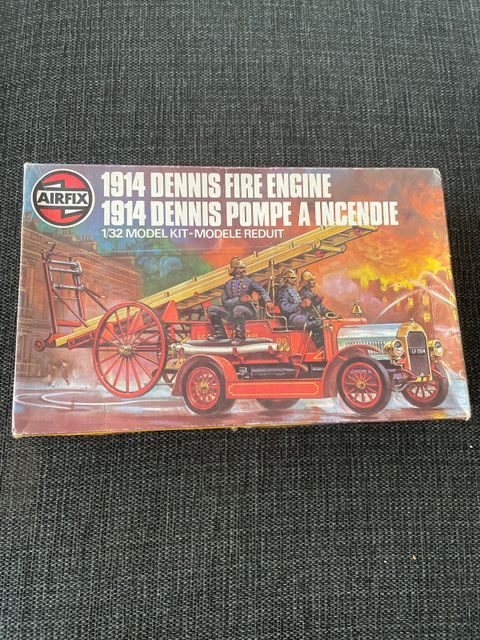 AIRFIX
1914 DENNIS FIRE ENGINE
1914 DENNIS POMPE A INCENDIE
1/32 MODEL KIT-MODELE REDUIT